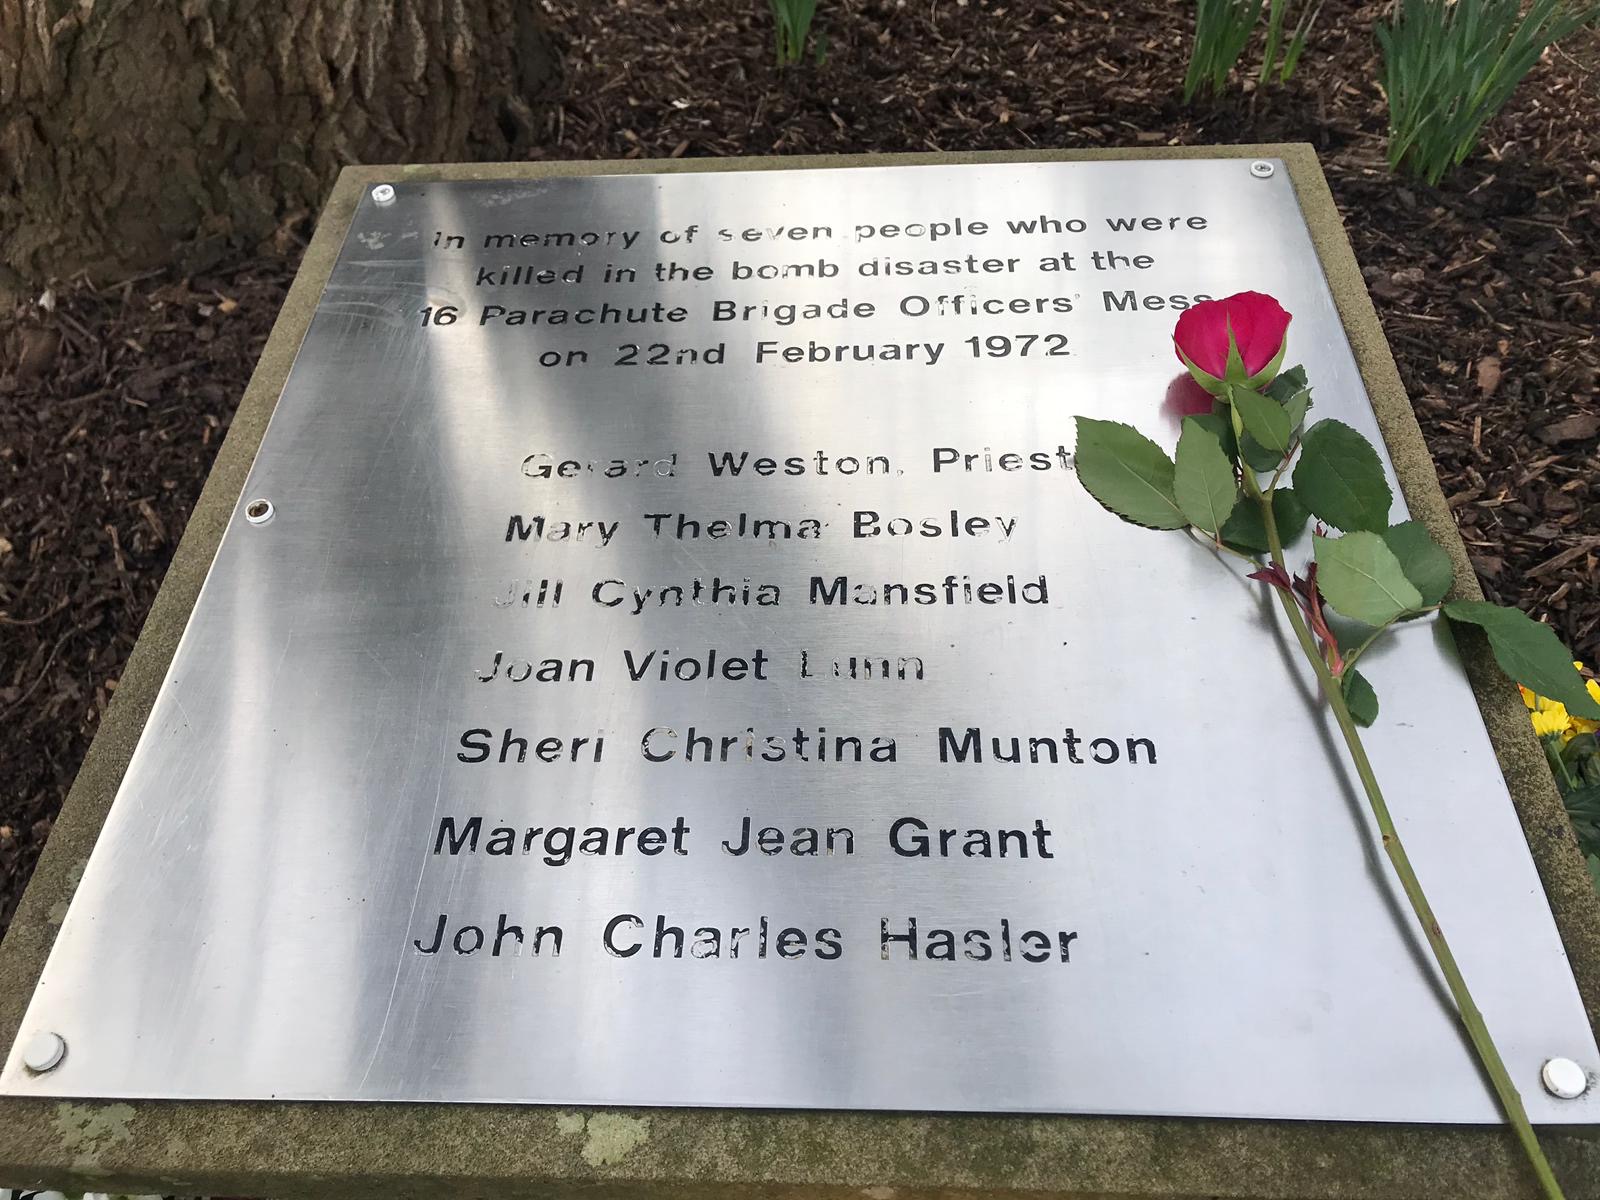 In memory of seven people who were
killed in the bomb disaster at the
16 Parachute Brigade Officers' Mess
on 22nd February 1972
Gerard Weston, Priest
Mary Thelma Bosley
Jill Cynthia Mansfield
Joan Violet Lunn
Sheri Christina Munton
Margaret Jean Grant
John Charles Hasler